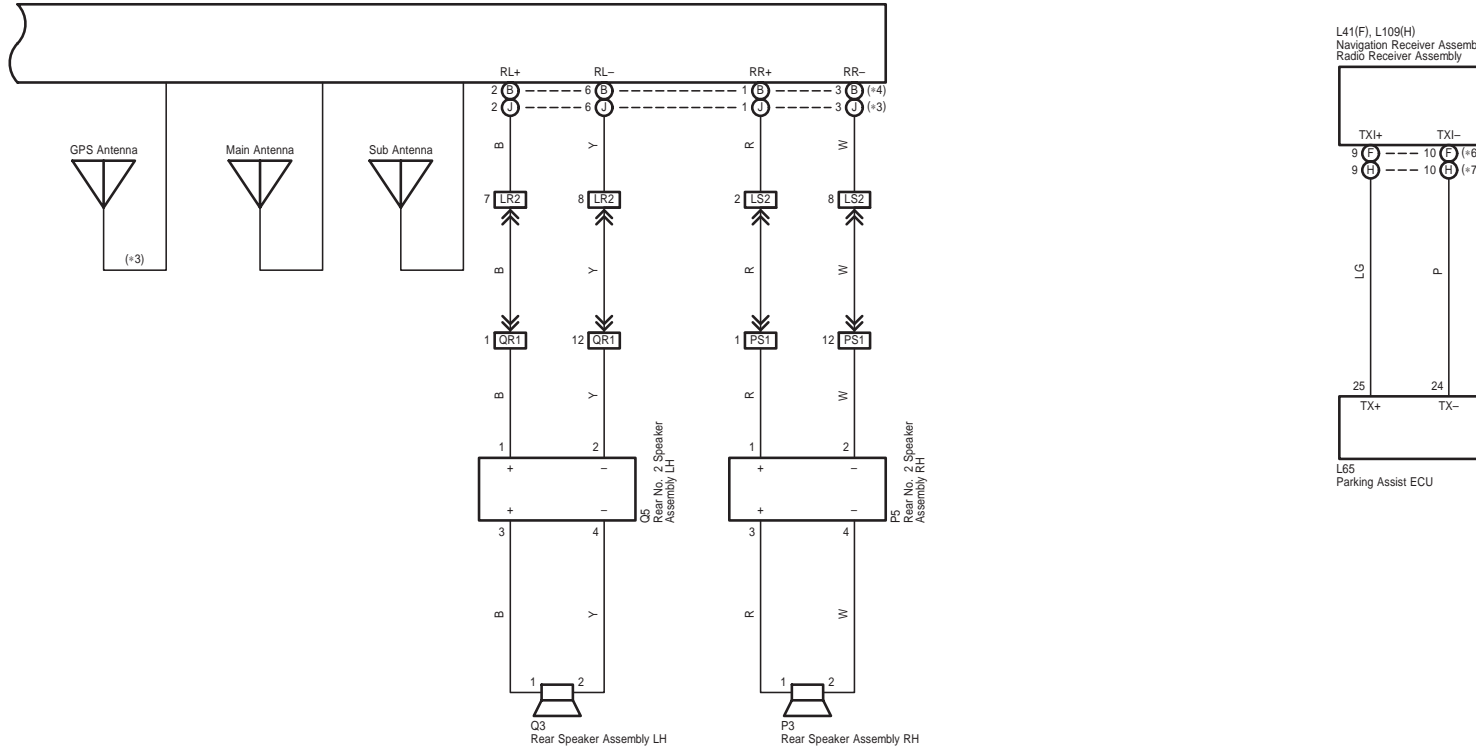 L41(F), L109(H)
Navigation Receiver Assemb
Radio Receiver Assembly
RL+ RL– RR+ RR–
2 B 6 B 1 B 3 B (∗4)
2 J 6 J 1 J 3 J (∗3)
TXI+ TXI–
9 F 10 F (∗6
9 H 10 H (∗7
GPS Antenna Main Antenna Sub Antenna
B Y R W
7 LR2 8 LR2 2 LS2 8 LS2
(∗3)
B Y R W
LG P
1 QR1 12 QR1 1 PS1 12 PS1
B Y R W
25 24
TX+ TX–
L65
Parking Assist ECU
1 2 1 2
+ – + –
+ – + –
3 4 3 4
Q5
Rear No. 2 Speaker
Assembly LH
P5
Rear No. 2 Speaker
Assembly RH
B Y R W
1 2 1 2
Q3
Rear Speaker Assembly LH
P3
Rear Speaker Assembly RH